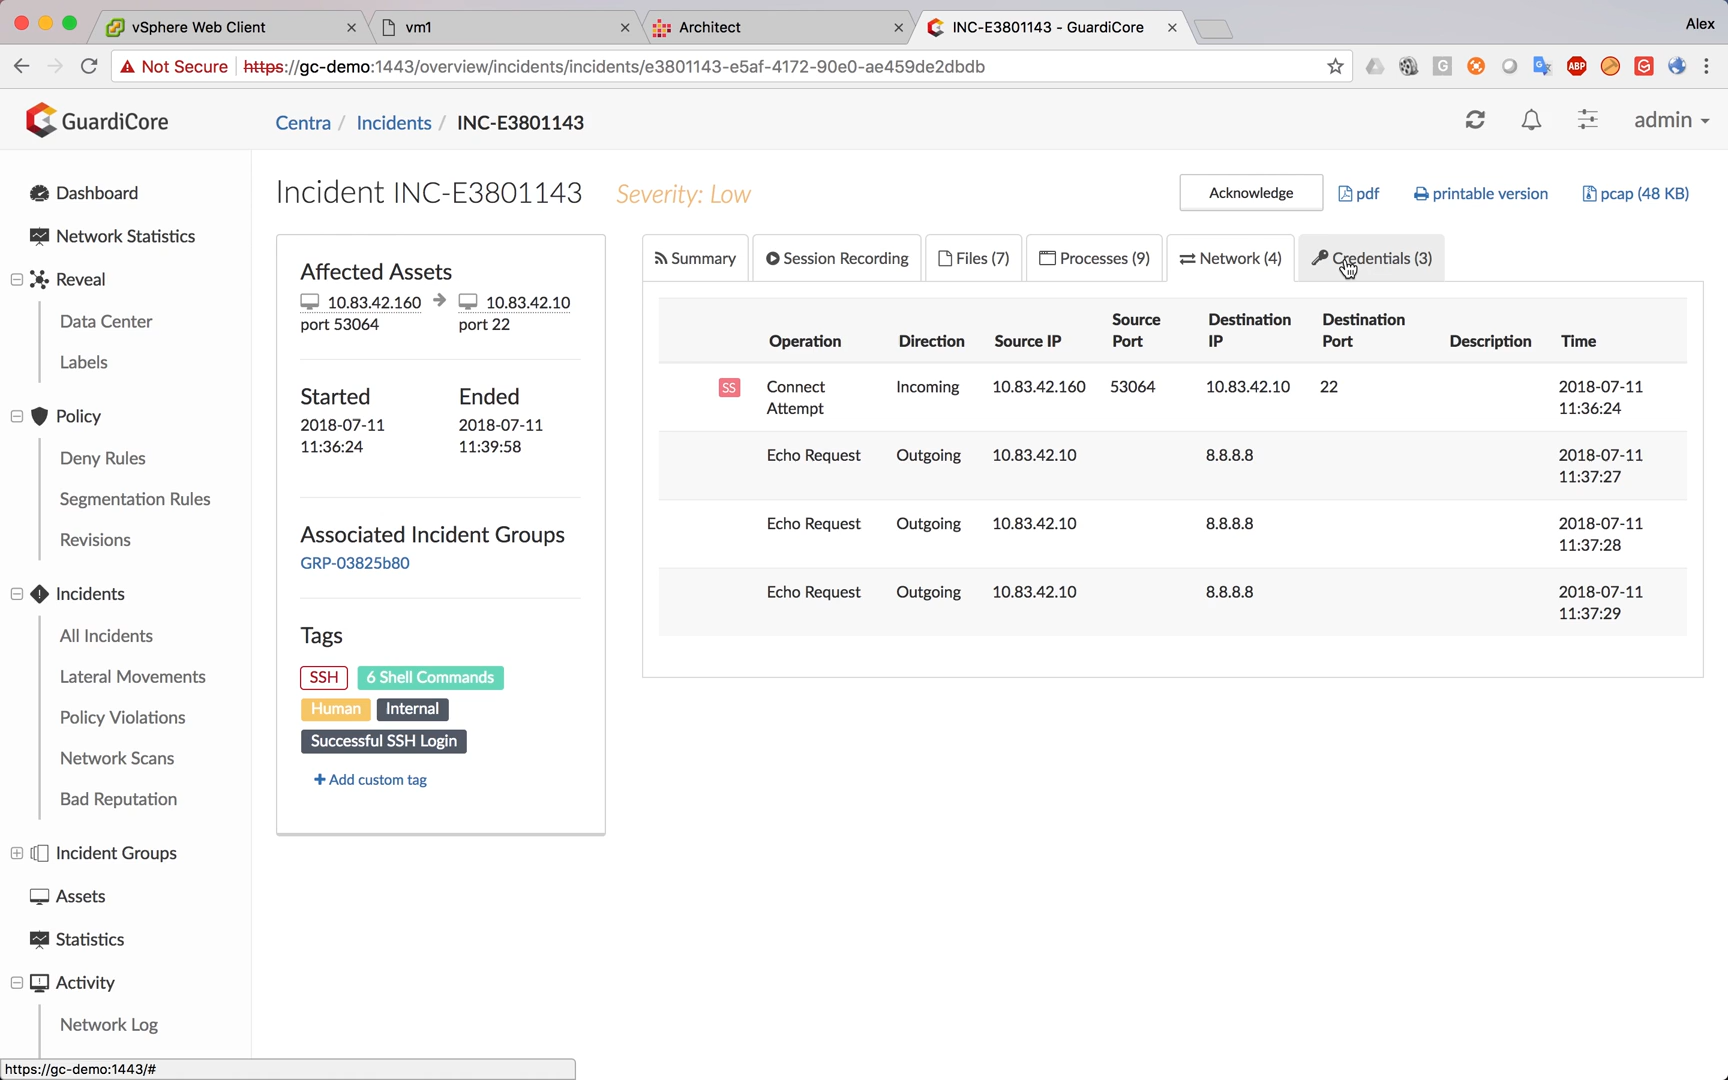 vSphere Web Client
vm1
Architect
INC-E3801143 - GuardiCore
Alex
Not Secure
https://gc-demo:1443/overview/incidents/incidents/e3801143-e5af-4172-90e0-ae459de2dbdb
G
ABP
GuardiCore
Centra / Incidents / INC-E3801143
admin
Dashboard
Network Statistics
Reveal
Data Center
Labels
Policy
Deny Rules
Segmentation Rules
Revisions
Incidents
All Incidents
Lateral Movements
Policy Violations
Network Scans
Bad Reputation
Incident Groups
Assets
Statistics
Activity
Network Log
https://gc-demo:1443/#
Incident INC-E3801143
Severity: Low
Acknowledge
pdf
printable version
pcap (48 KB)
Affected Assets
10.83.42.160
port 53064
10.83.42.10
port 22
Started
2018-07-11
11:36:24
Ended
2018-07-11
11:39:58
Associated Incident Groups
GRP-03825b80
Tags
SSH
6 Shell Commands
Human
Internal
Successful SSH Login
+ Add custom tag
Summary
Session Recording
Files (7)
Processes (9)
Network (4)
Credentials (3)
Operation
Direction
Source IP
Source
Port
Destination
IP
Destination
Port
Description
Time
SS
Connect
Attempt
Incoming
10.83.42.160
53064
10.83.42.10
22
2018-07-11
11:36:24
Echo Request
Outgoing
10.83.42.10
8.8.8.8
2018-07-11
11:37:27
Echo Request
Outgoing
10.83.42.10
8.8.8.8
2018-07-11
11:37:28
Echo Request
Outgoing
10.83.42.10
8.8.8.8
2018-07-11
11:37:29